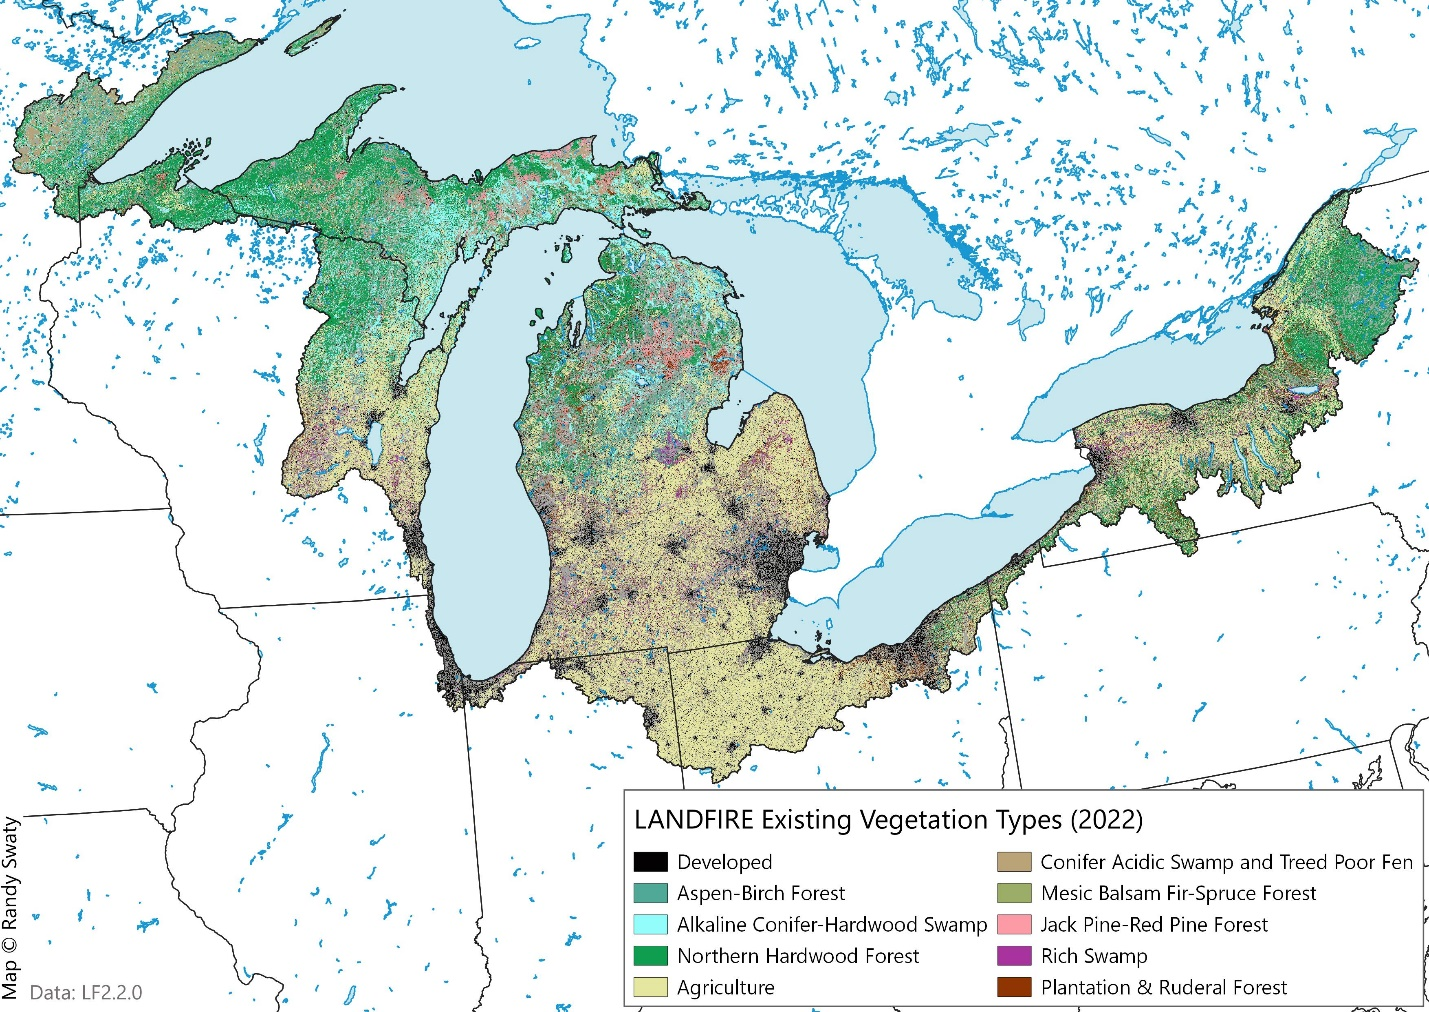 LANDFIRE Existing Vegetation Types (2022)
Developed
Aspen-Birch Forest
Alkaline Conifer-Hardwood Swamp
Northern Hardwood Forest
Agriculture
Conifer Acidic Swamp and Treed Poor Fen
Mesic Balsam Fir-Spruce Forest
Jack Pine-Red Pine Forest
Rich Swamp
Plantation & Ruderal Forest
Map © Randy Swaty
Data: LF2.2.0